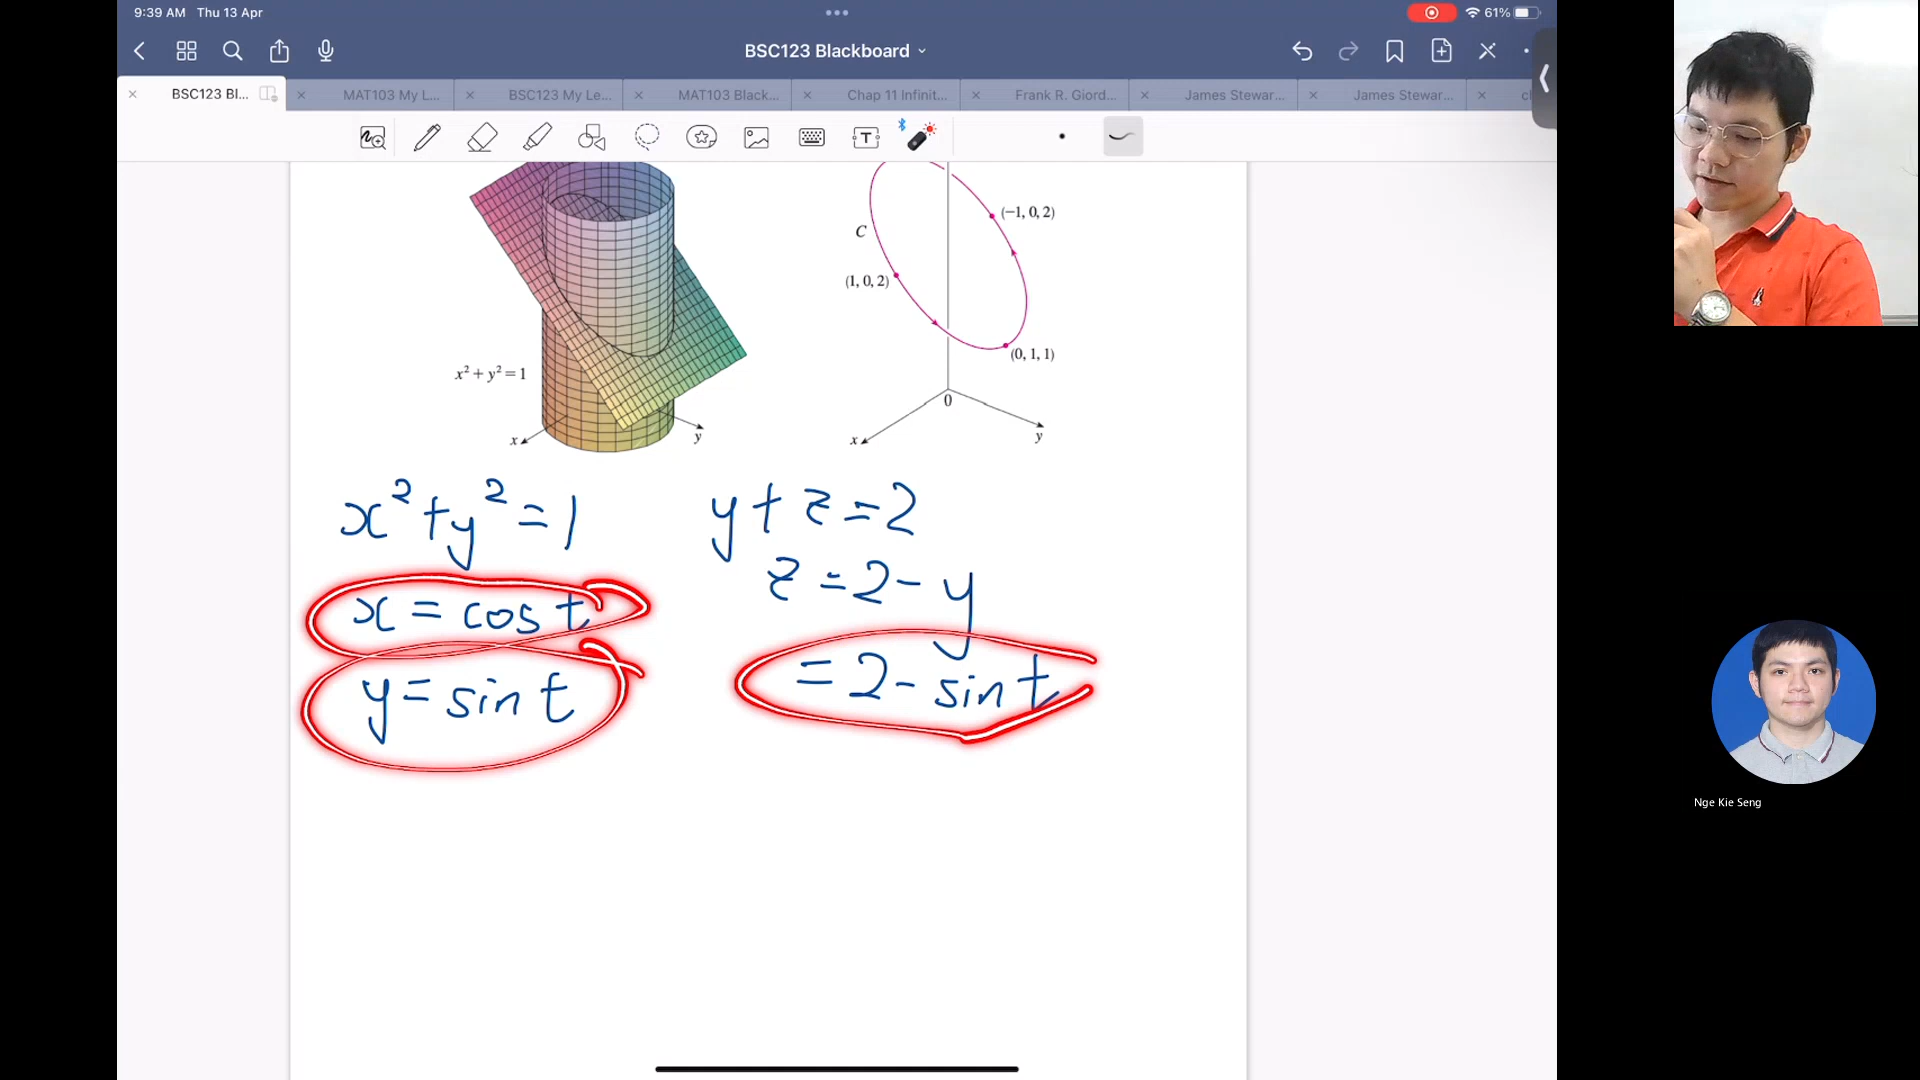 9:39 AM Thu 13 Apr
61%
BSC123 Blackboard
BSC123 Bl...
MAT103 My L...
BSC123 My Le...
MAT103 Black...
Chap 11 Infinit...
Frank R. Giord...
James Stewar...
James Stewar...
T
(−1, 0, 2)
C
(1, 0, 2)
(0, 1, 1)
x² + y² = 1
0
x
y
x
y
x² + y² = 1
y + z = 2
z = 2 - y
x = cos t
= 2 - sin t
y = sin t
Nge Kie Seng